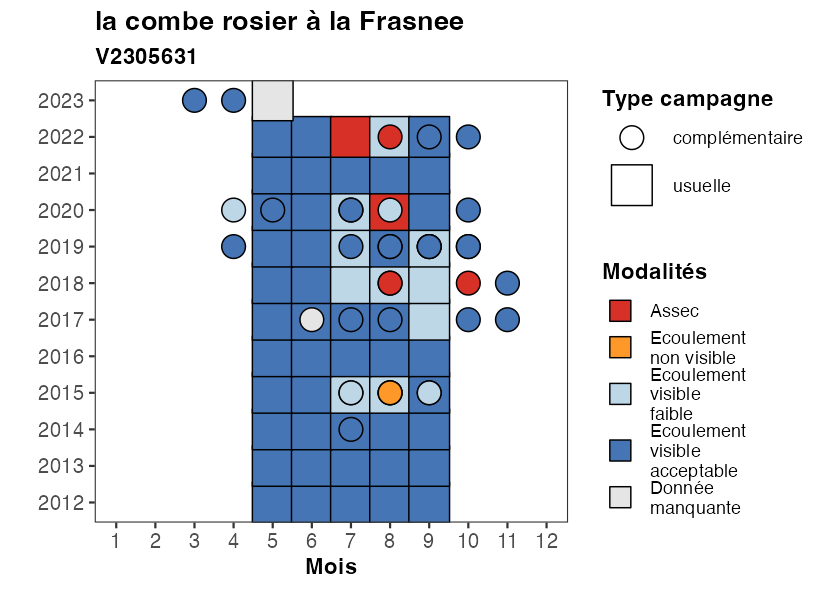 la combe rosier à la Frasnee
V2305631
2023
2022
2021
2020
2019
2018
2017
2016
2015
2014
2013
2012
1 2 3 4 5 6 7 8 9 10 11 12
Mois
Type campagne
complémentaire
usuelle
Modalités
Assec
Ecoulement
non visible
Ecoulement
visible
faible
Ecoulement
visible
acceptable
Donnée
manquante